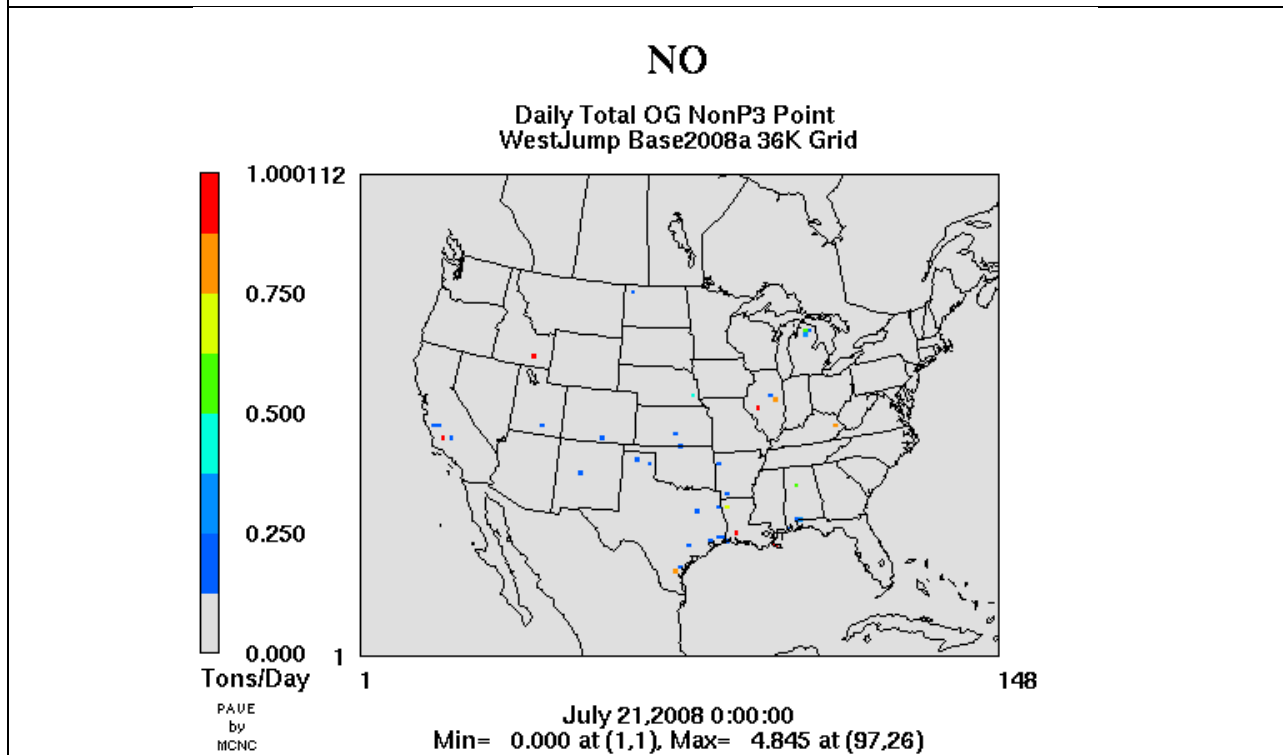 NO
Daily Total OG NonP3 Point
WestJump Base2008a 36K Grid
1.000
0.750
0.500
0.250
0.000
Tons/Day
PAVE
by
MCNC
112
1
1
148
July 21,2008 0:00:00
Min= 0.000 at (1,1), Max= 4.845 at (97,26)